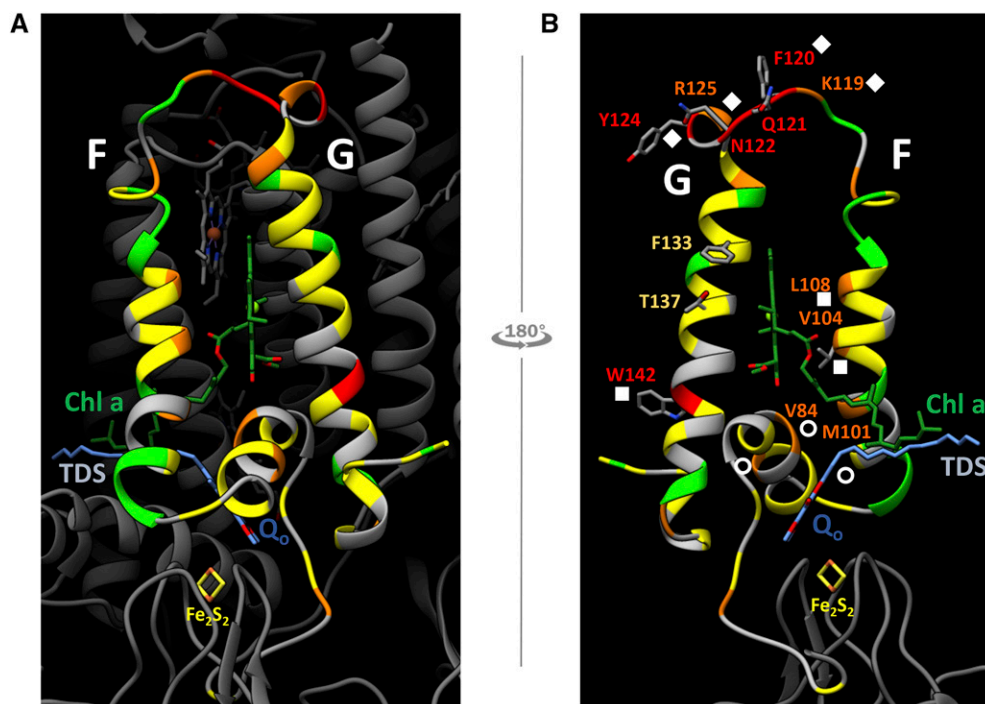 A
F
G
Chl a
TDS
Qo
Fe2S2
180°
B
F120
K119
R125
Y124
Q121
N122
G
F
F133
L108
T137
V104
W142
V84
Chl a
M101
TDS
Qo
Fe2S2